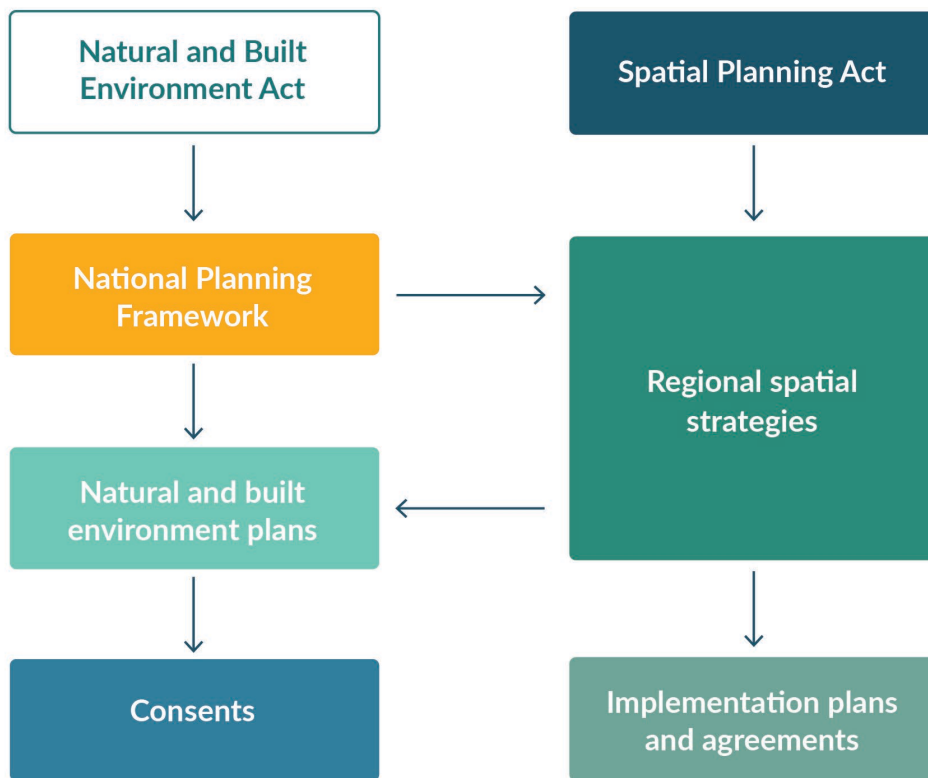 Natural and Built
Environment Act
Spatial Planning Act
National Planning
Framework
Regional spatial
strategies
Natural and built
environment plans
Consents
Implementation plans
and agreements